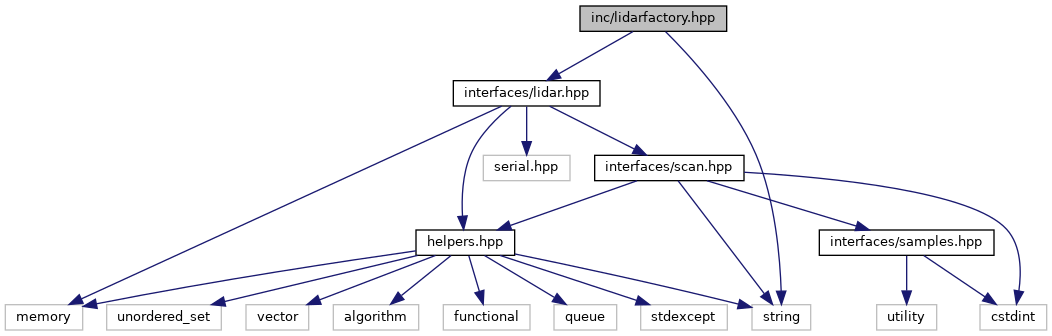 inc/lidarfactory.hpp
interfaces/lidar.hpp
serial.hpp
interfaces/scan.hpp
helpers.hpp
interfaces/samples.hpp
memory
unordered_set
vector
algorithm
functional
queue
stdexcept
string
utility
cstdint